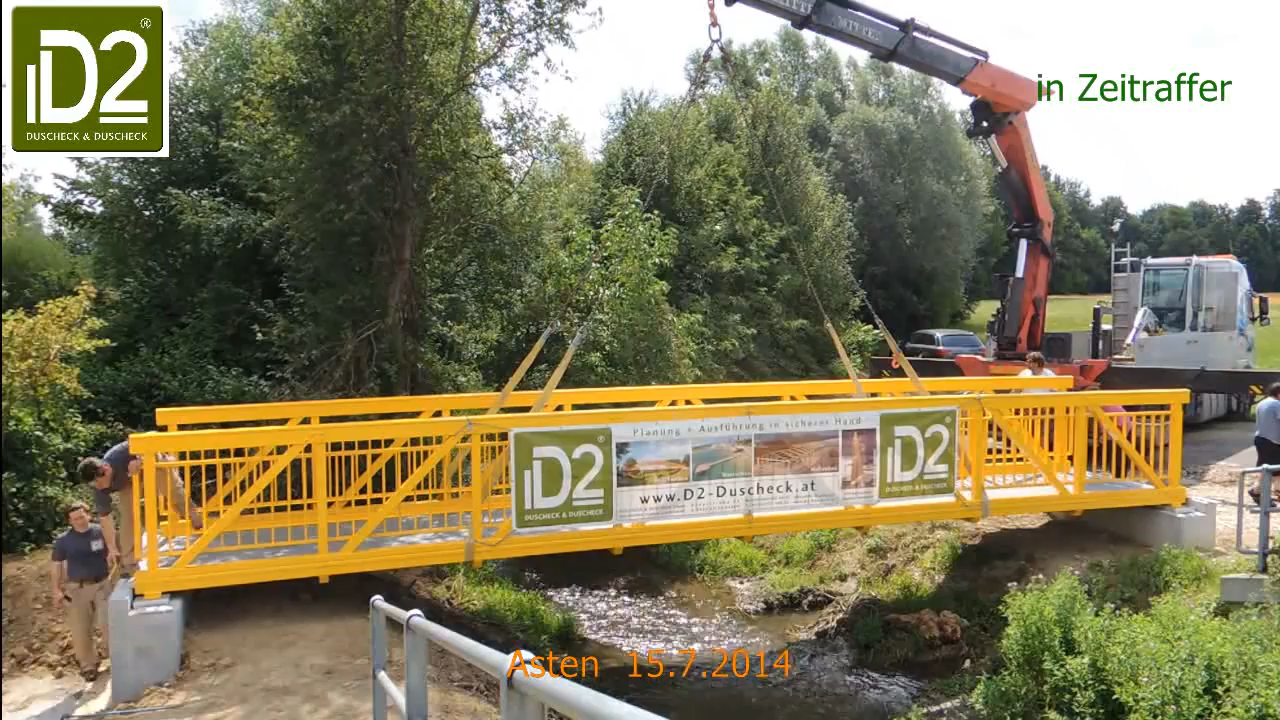 D2®
DUSCHECK & DUSCHECK
in Zeitraffer
Planung + Ausführung in sicherer Hand
D2
DUSCHECK & DUSCHECK
www.D2-Duscheck.at
D2
DUSCHECK & DUSCHECK
Asten 15.7.2014